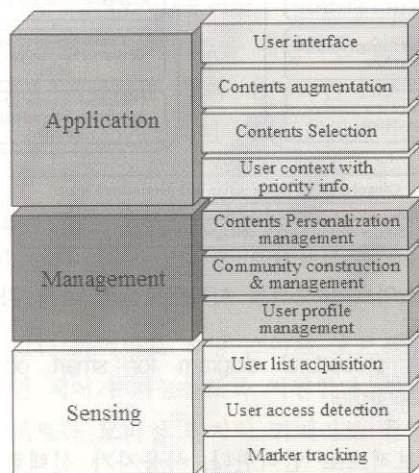 Application
User interface
Contents augmentation
Contents Selection
User context with
priority info.
Management
Contents Personalization
management
Community construction
& management
User profile
management
Sensing
User list acquisition
User access detection
Marker tracking